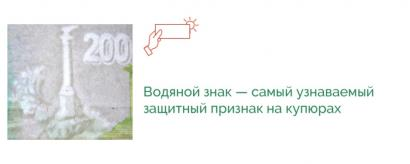 200
Водяной знак — самый узнаваемый
защитный признак на купюрах